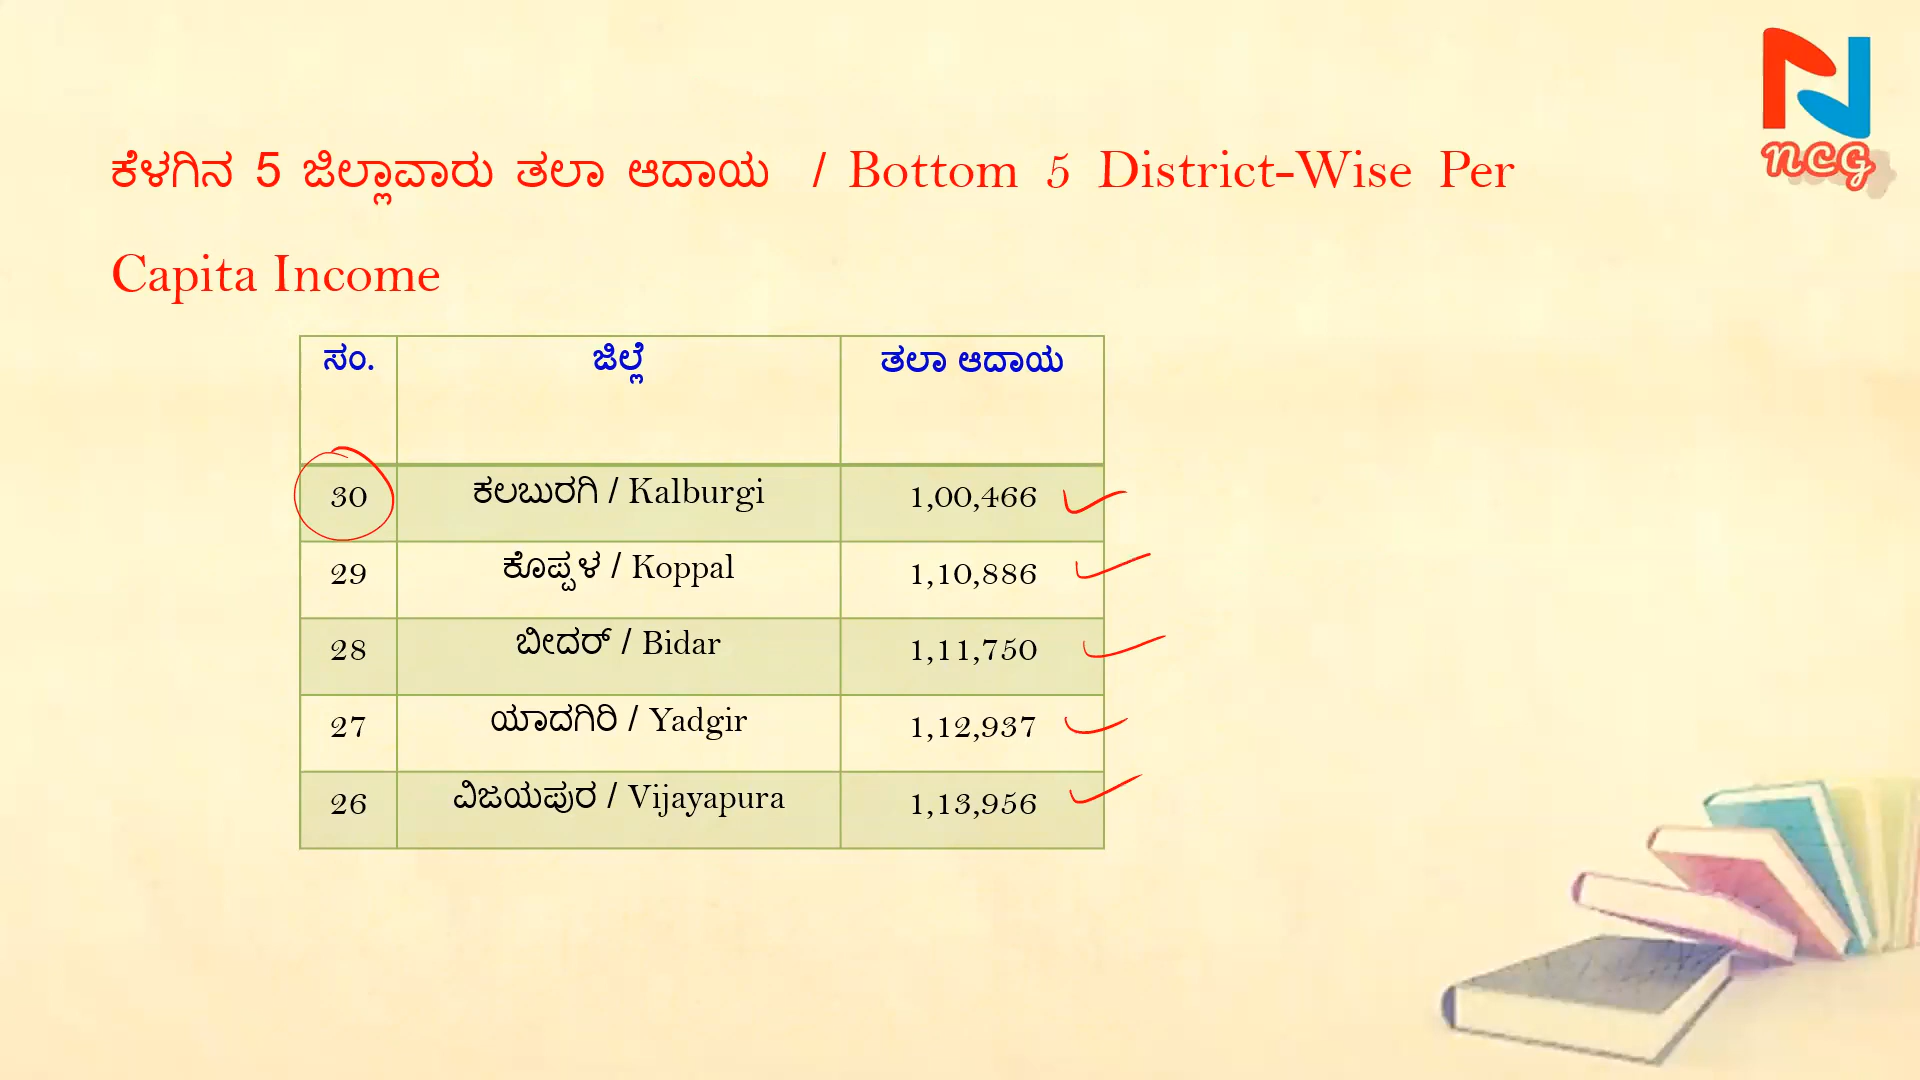 ncg
ಕೆಳಗಿನ 5 ಜಿಲ್ಲಾವಾರು ತಲಾ ಆದಾಯ / Bottom 5 District-Wise Per
Capita Income
ಸಂ. ಜಿಲ್ಲೆ ತಲಾ ಆದಾಯ
30 ಕಲಬುರಗಿ / Kalburgi 1,00,466
29 ಕೊಪ್ಪಳ / Koppal 1,10,886
28 ಬೀದರ್ / Bidar 1,11,750
27 ಯಾದಗಿರಿ / Yadgir 1,12,937
26 ವಿಜಯಪುರ / Vijayapura 1,13,956